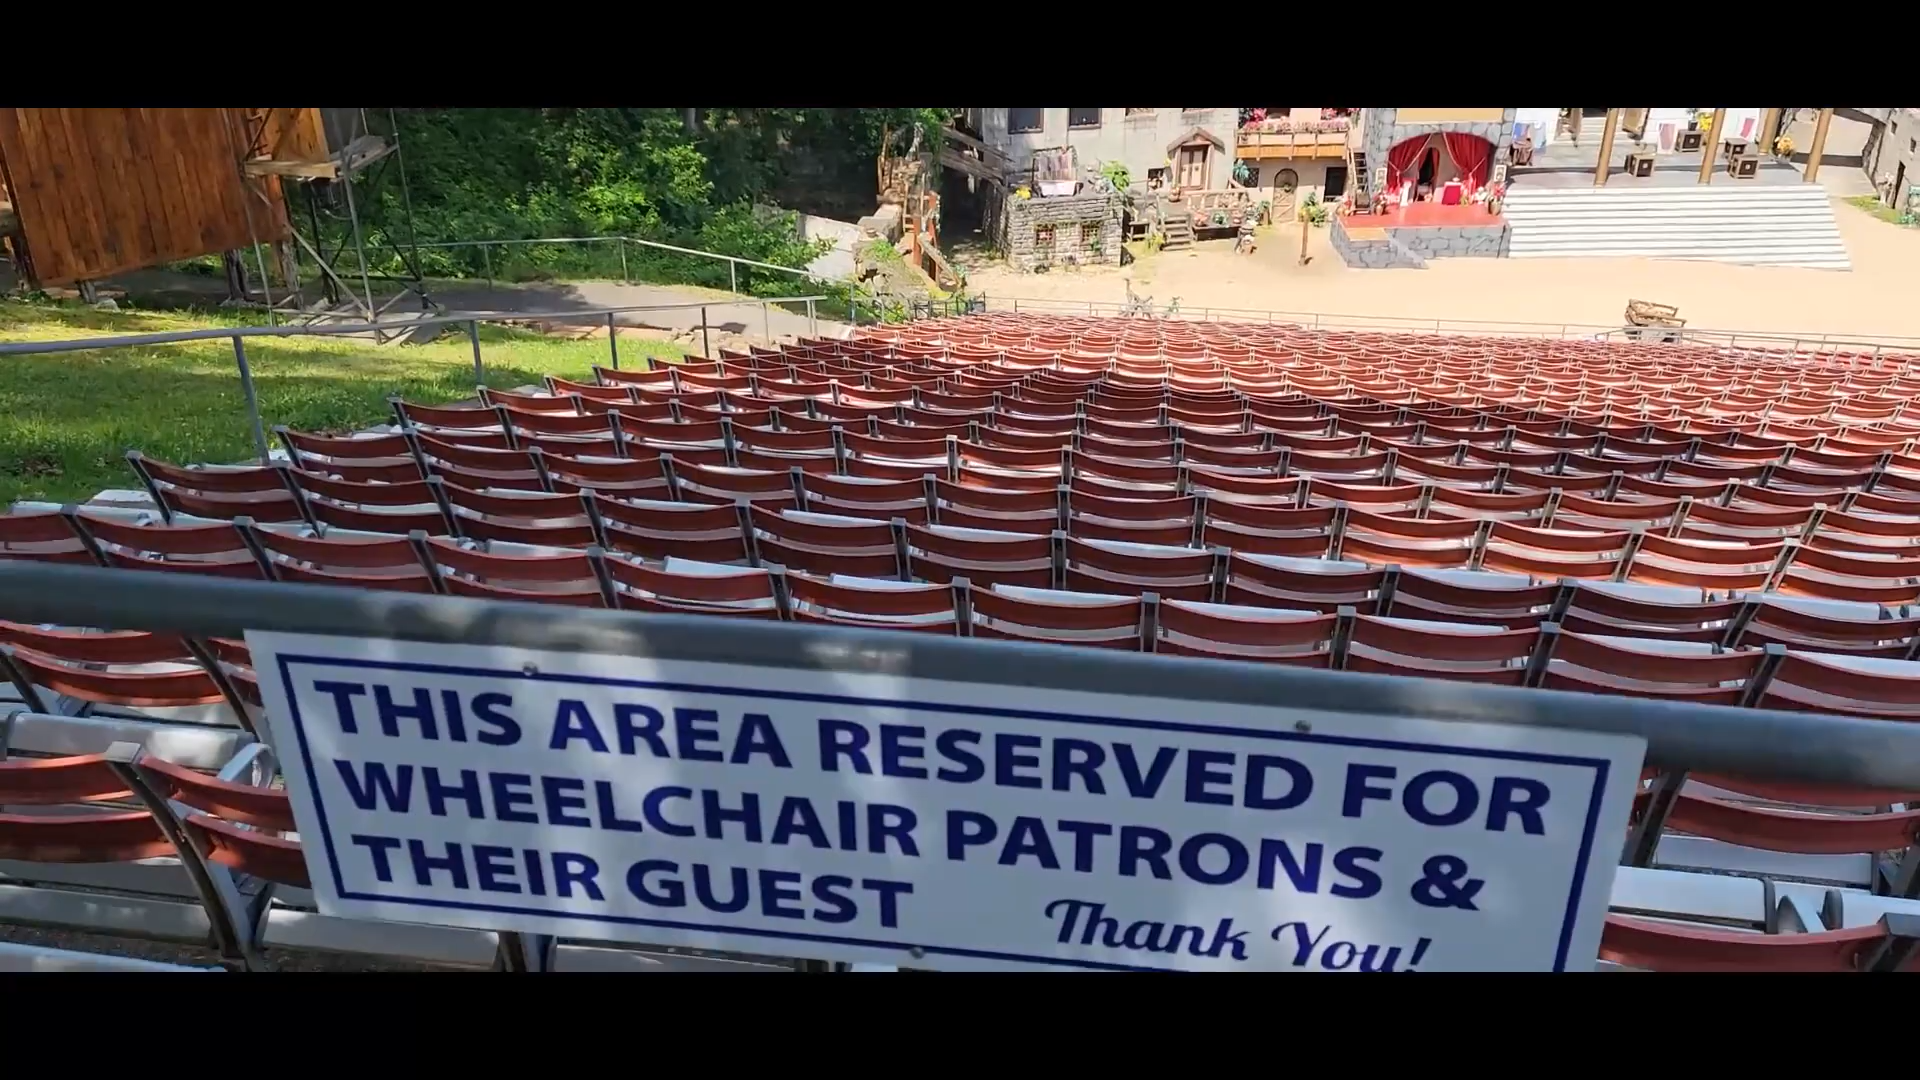 THIS AREA RESERVED FOR
WHEELCHAIR PATRONS &
THEIR GUEST
Thank You!